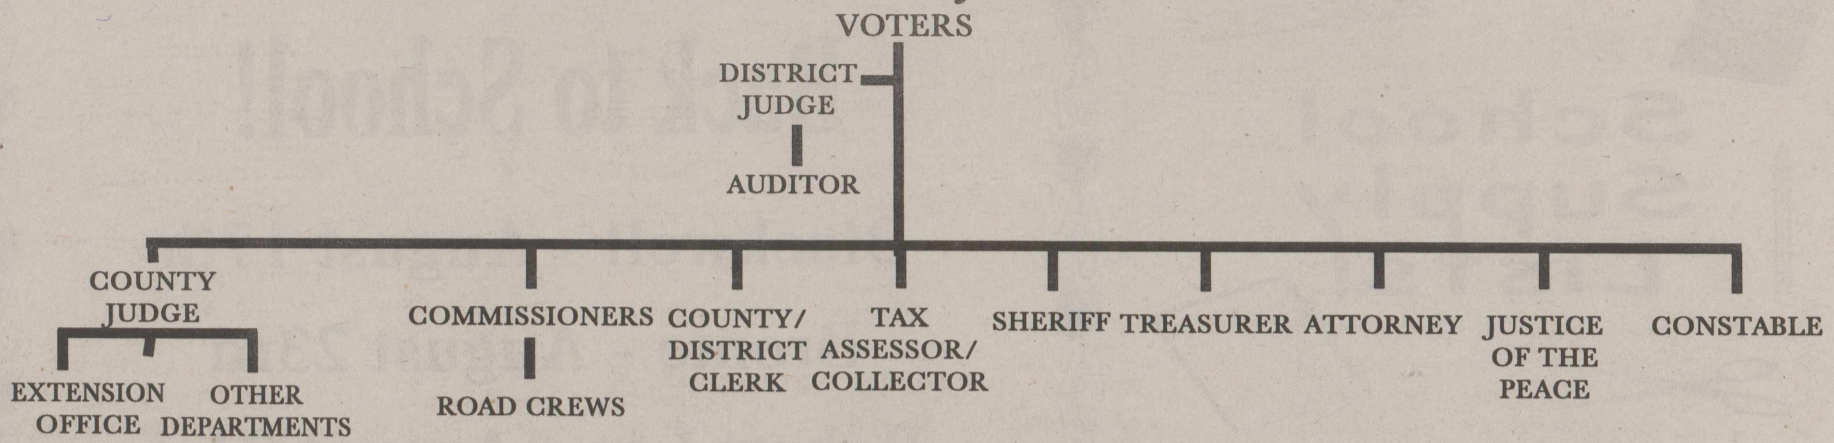 VOTERS
DISTRICT
JUDGE
AUDITOR
COUNTY
JUDGE
EXTENSION
OFFICE
OTHER
DEPARTMENTS
COMMISSIONERS
ROAD CREWS
COUNTY/
DISTRICT
CLERK
TAX
ASSESSOR/
COLLECTOR
SHERIFF
TREASURER
ATTORNEY
JUSTICE
OF THE
PEACE
CONSTABLE